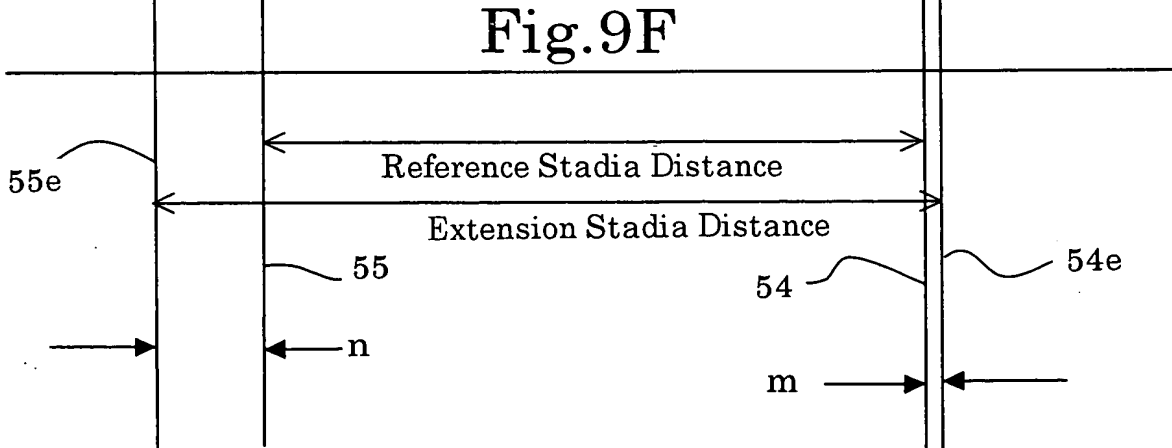 Fig.9F
Reference Stadia Distance
55e
Extension Stadia Distance
55
54
54e
n
m